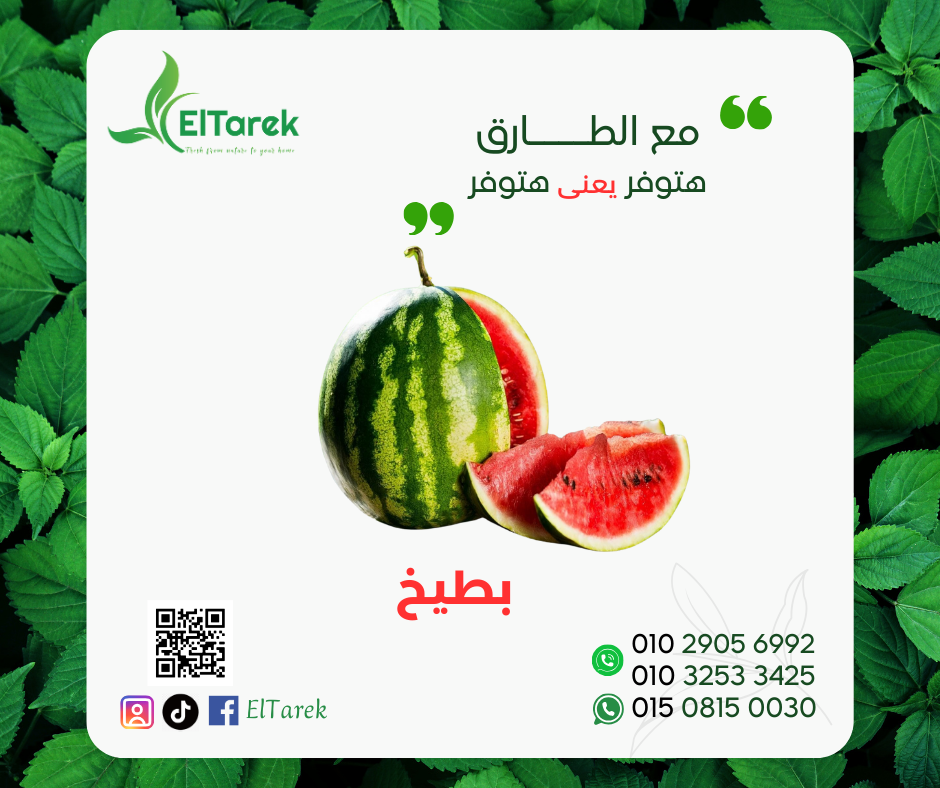 ElTarek
Fresh from nature to your home
❝
مع الطـــــارق
هتوفر يعنى هتوفر
❞
بطيخ
010 2905 6992
010 3253 3425
015 0815 0030
ElTarek